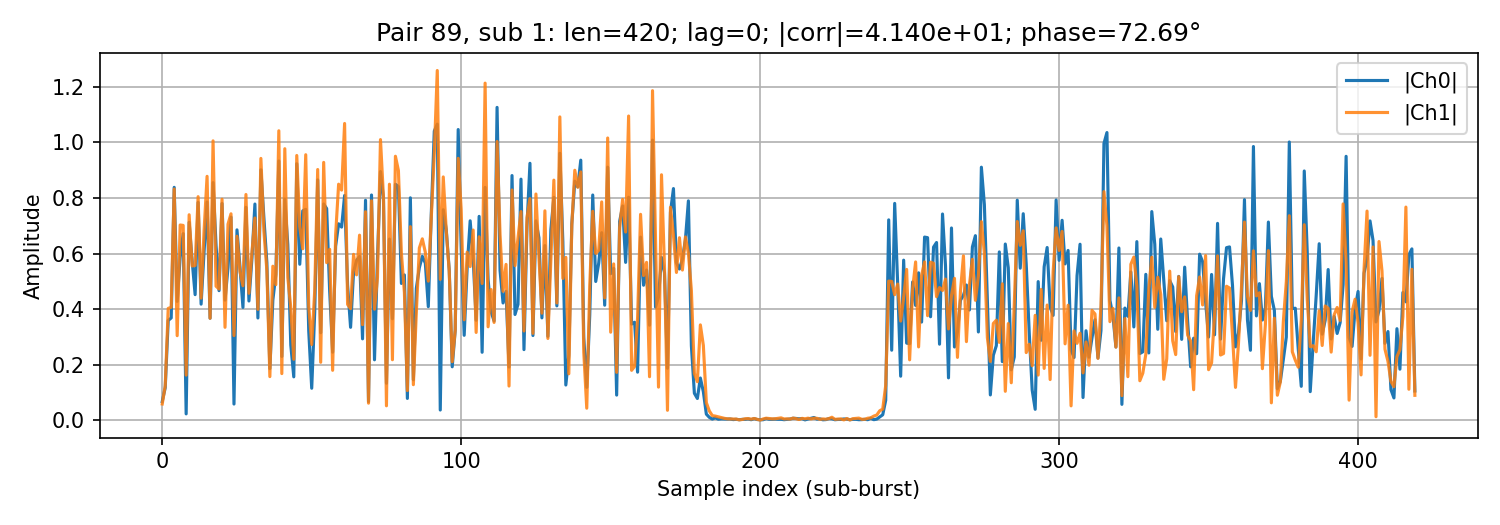 Pair 89, sub 1: len=420; lag=0; |corr|=4.140e+01; phase=72.69°
|Ch0|
|Ch1|
Amplitude
1.2
1.0
0.8
0.6
0.4
0.2
0.0
0 100 200 300 400
Sample index (sub-burst)